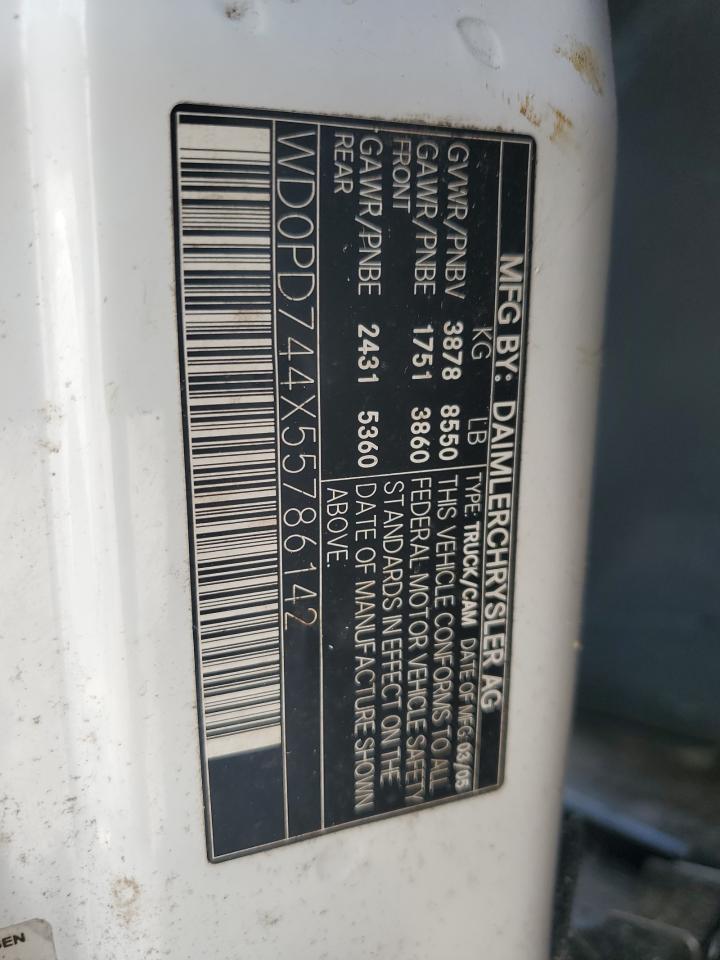 MFG BY: DAIMLERCHRYSLER AG
KG LB TYPE: TRUCK/CAM DATE OF MFG: 03/05
GVWR/PNBV 3878 8550 THIS VEHICLE CONFORMS TO ALL
GAWR/PNBE 1751 3860 FEDERAL MOTOR VEHICLE SAFETY
FRONT STANDARDS IN EFFECT ON THE
GAWR/PNBE 2431 5360 DATE OF MANUFACTURE SHOWN
REAR ABOVE.
WD0PD744X55786142